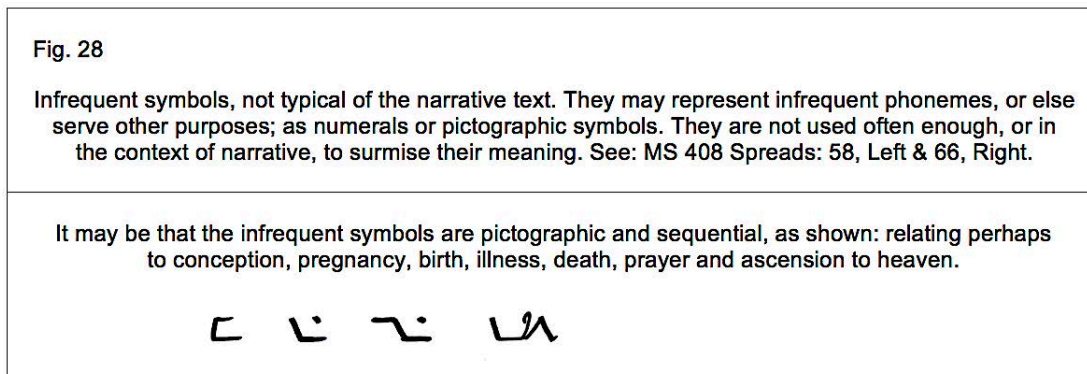 Fig. 28
Infrequent symbols, not typical of the narrative text. They may represent infrequent phonemes, or else
serve other purposes; as numerals or pictographic symbols. They are not used often enough, or in
the context of narrative, to surmise their meaning. See: MS 408 Spreads: 58, Left & 66, Right.
It may be that the infrequent symbols are pictographic and sequential, as shown: relating perhaps
to conception, pregnancy, birth, illness, death, prayer and ascension to heaven.